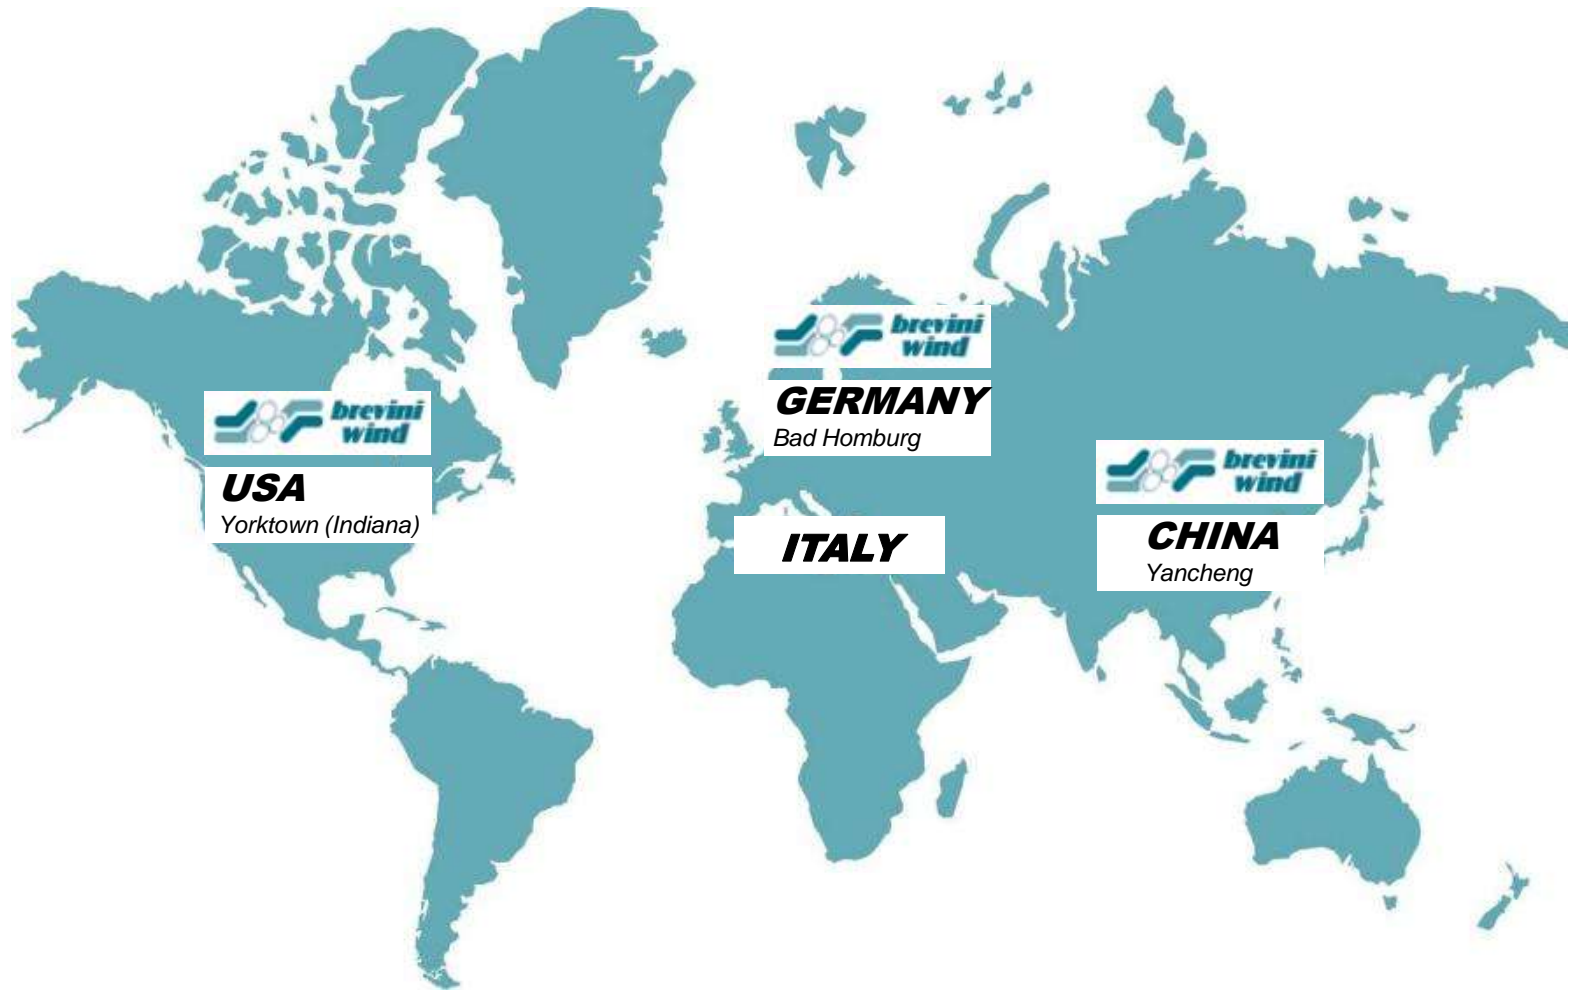 brevini
wind
GERMANY
Bad Homburg
brevini
wind
USA
Yorktown (Indiana)
brevini
wind
CHINA
Yancheng
ITALY